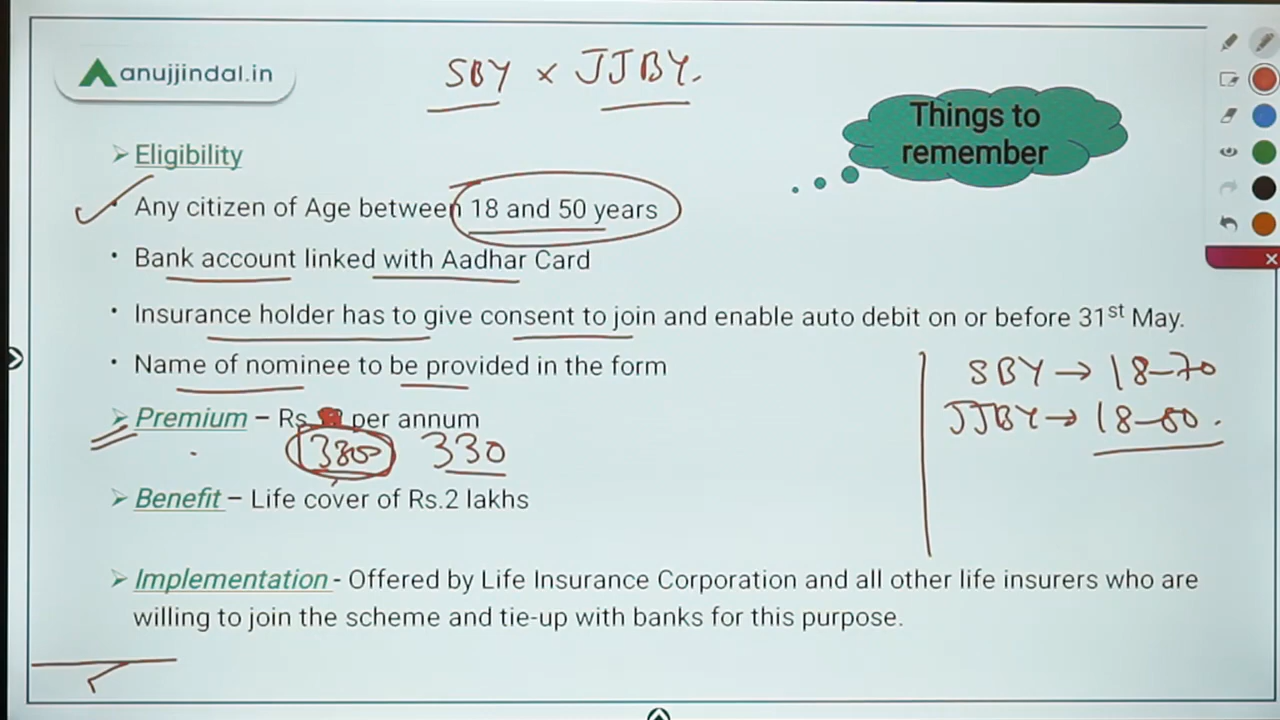 anujjindal.in
SBY × JJBY.
Things to
remember
➤ Eligibility
• Any citizen of Age between 18 and 50 years
• Bank account linked with Aadhar Card
• Insurance holder has to give consent to join and enable auto debit on or before 31st May.
• Name of nominee to be provided in the form
SBY → 18-70
JJBY → 18-50.
➤ Premium – Rs. per annum
330
➤ Benefit – Life cover of Rs.2 lakhs
➤ Implementation - Offered by Life Insurance Corporation and all other life insurers who are
willing to join the scheme and tie-up with banks for this purpose.